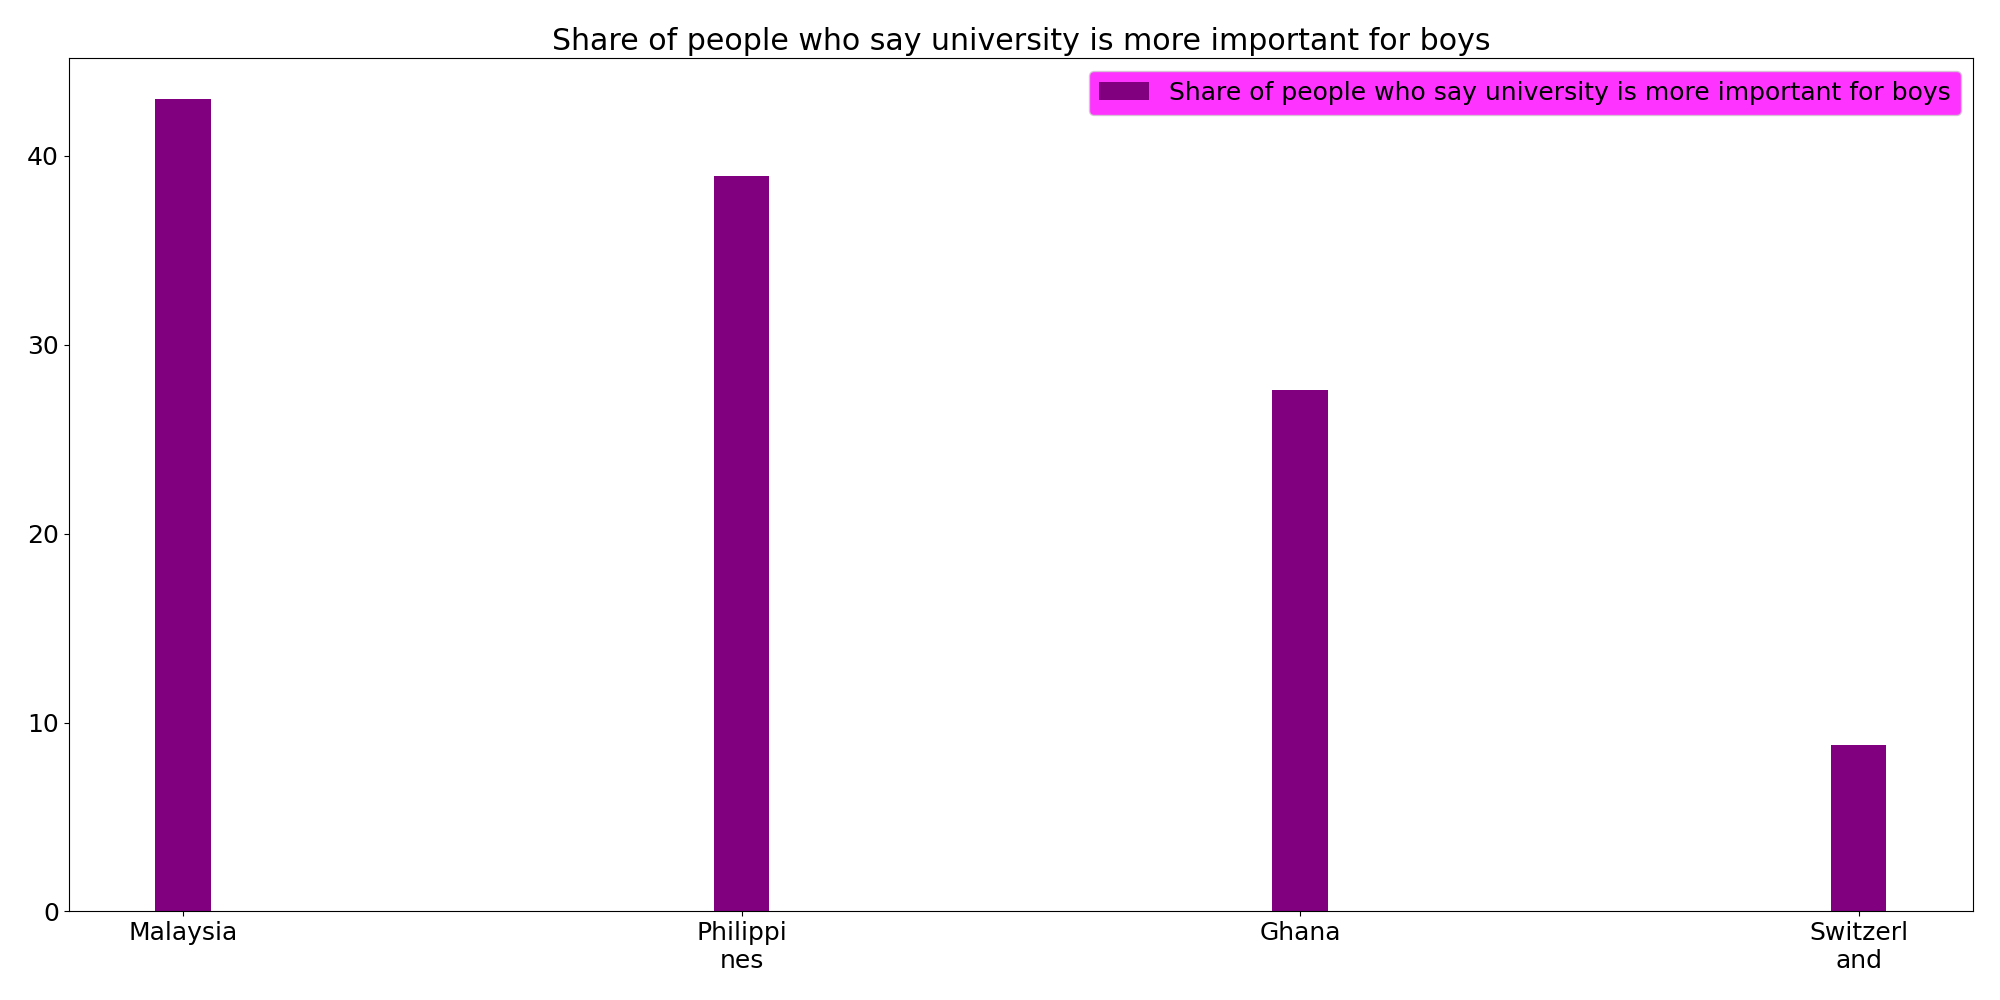 Share of people who say university is more important for boys
Share of people who say university is more important for boys
40
30
20
10
0
Malaysia
Philippi
nes
Ghana
Switzerl
and